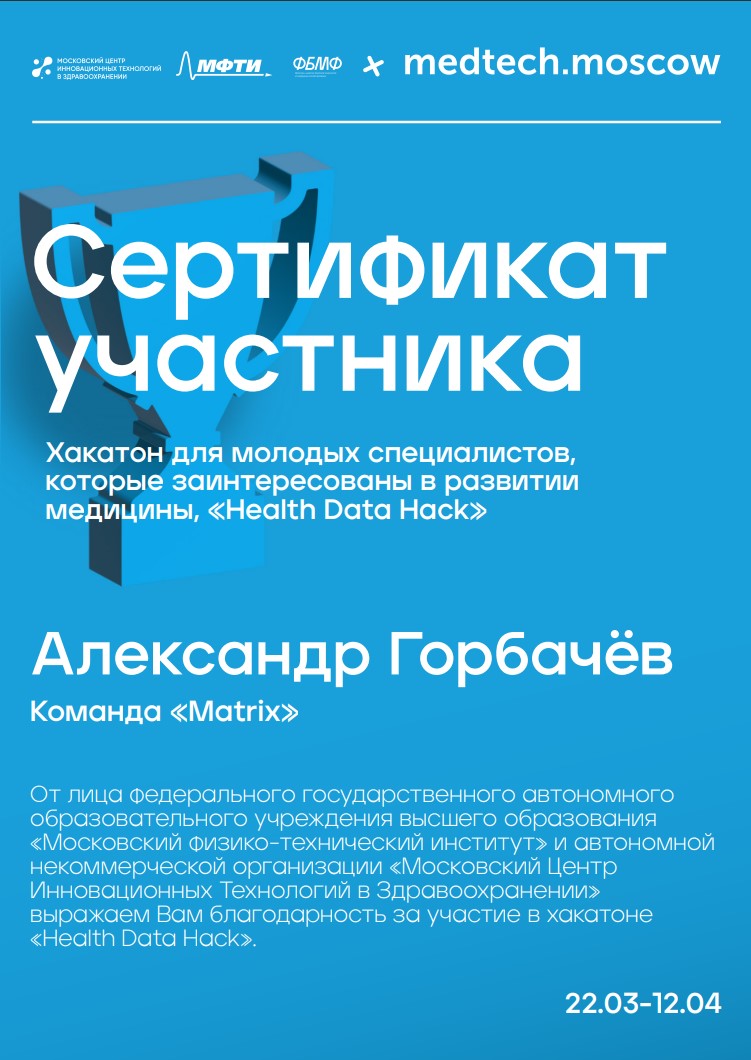 МОСКОВСКИЙ ЦЕНТР
ИННОВАЦИОННЫХ ТЕХНОЛОГИЙ
В ЗДРАВООХРАНЕНИИ
МФТИ
ФБМФ
medtech.moscow
Сертификат
участника
Хакатон для молодых специалистов,
которые заинтересованы в развитии
медицины, «Health Data Hack»
Александр Горбачёв
Команда «Matrix»
От лица федерального государственного автономного
образовательного учреждения высшего образования
«Московский физико-технический институт» и автономной
некоммерческой организации «Московский Центр
Инновационных Технологий в Здравоохранении»
выражаем Вам благодарность за участие в хакатоне
«Health Data Hack».
22.03-12.04